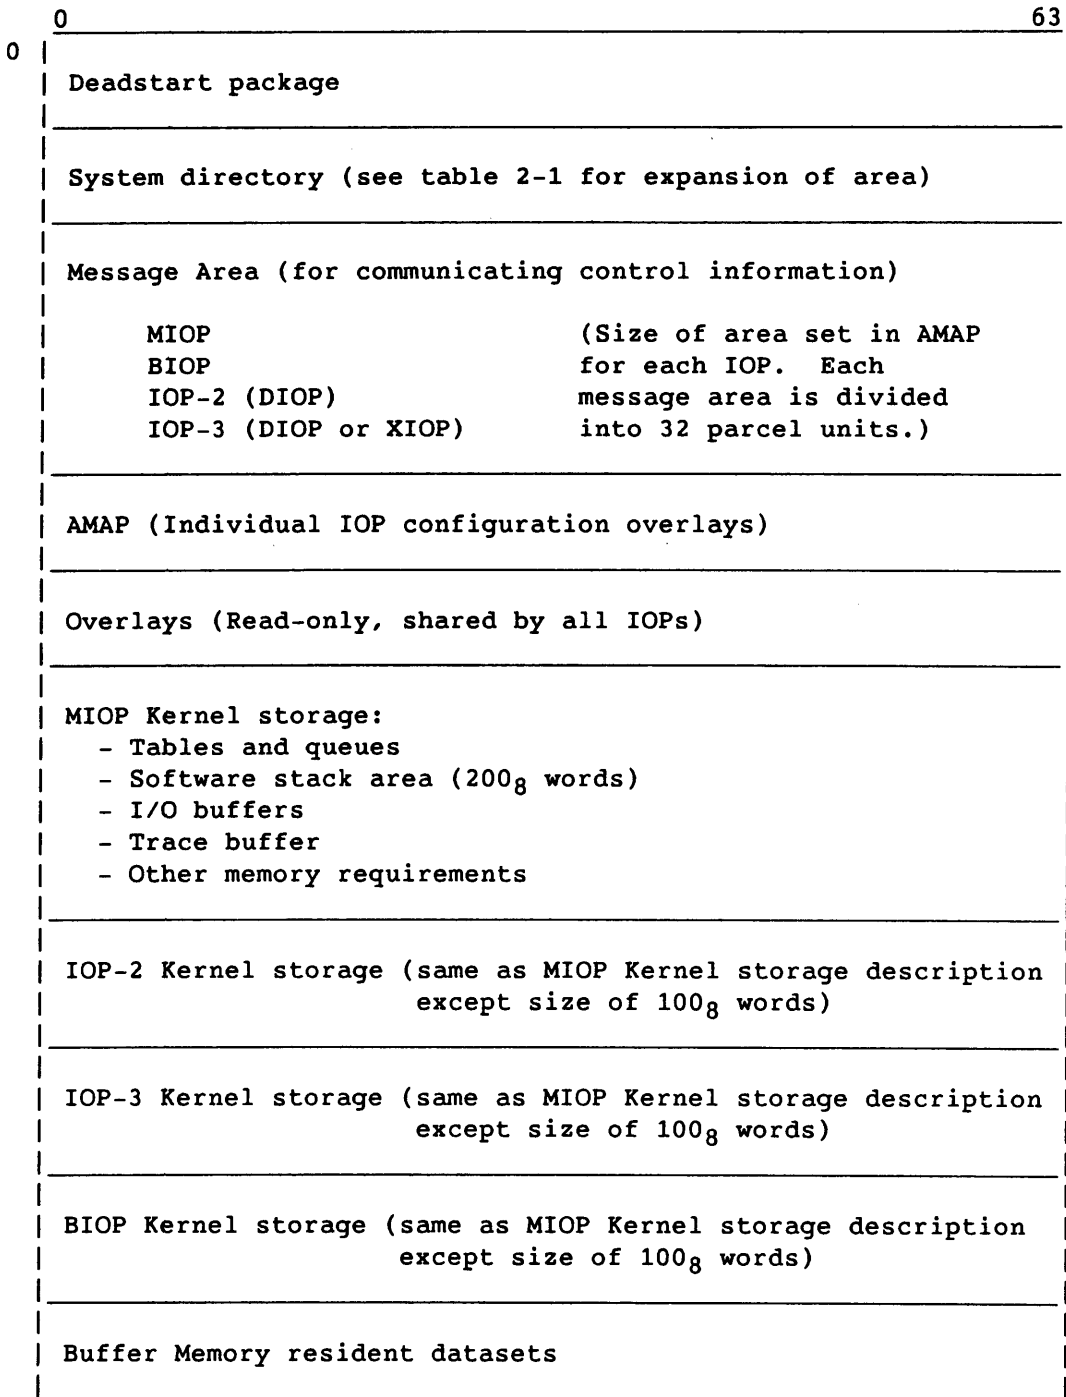 0 63
0
Deadstart package
System directory (see table 2-1 for expansion of area)
Message Area (for communicating control information)
MIOP (Size of area set in AMAP
BIOP for each IOP. Each
IOP-2 (DIOP) message area is divided
IOP-3 (DIOP or XIOP) into 32 parcel units.)
AMAP (Individual IOP configuration overlays)
Overlays (Read-only, shared by all IOPs)
MIOP Kernel storage:
- Tables and queues
- Software stack area (200₈ words)
- I/O buffers
- Trace buffer
- Other memory requirements
IOP-2 Kernel storage (same as MIOP Kernel storage description
except size of 100₈ words)
IOP-3 Kernel storage (same as MIOP Kernel storage description
except size of 100₈ words)
BIOP Kernel storage (same as MIOP Kernel storage description
except size of 100₈ words)
Buffer Memory resident datasets